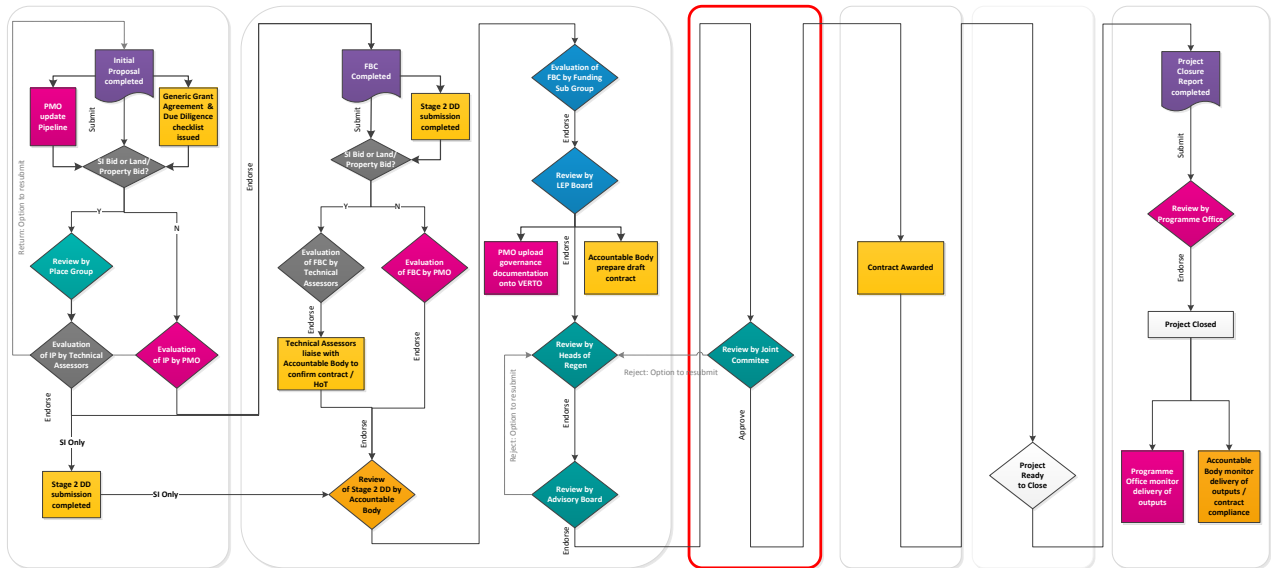 Initial
Proposal
completed
PMO
update
Pipeline
Submit
Generic Grant
Agreement &
Due Diligence
checklist
issued
SI Bid or Land/
Property Bid?
Return: Option to resubmit
Y
N
Review by
Place Group
Evaluation
of IP by Technical
Assessors
Evaluation
of IP by PMO
Endorse
SI Only
Stage 2 DD
submission
completed
SI Only
Endorse
FBC
Completed
Submit
Stage 2 DD
submission
completed
SI Bid or Land/
Property Bid?
Y
N
Evaluation
of FBC by
Technical
Assessors
Evaluation
of FBC by PMO
Endorse
Endorse
Technical Assessors
liaise with
Accountable Body to
confirm contract /
HoT
Endorse
Review
of Stage 2 DD by
Accountable
Body
Evaluation of
FBC by Funding
Sub Group
Endorse
Review by
LEP Board
PMO upload
governance
documentation
onto VERTO
Endorse
Accountable Body
prepare draft
contract
Review by
Heads of
Regen
Reject: Option to resubmit
Endorse
Review by
Advisory Board
Endorse
Reject: Option to resubmit
Review by Joint
Commitee
Approve
Contract Awarded
Project
Ready
to Close
Project
Closure
Report
completed
Submit
Review by
Programme Office
Endorse
Project Closed
Programme
Office monitor
delivery of
outputs
Accountable
Body monitor
delivery of
outputs /
contract
compliance